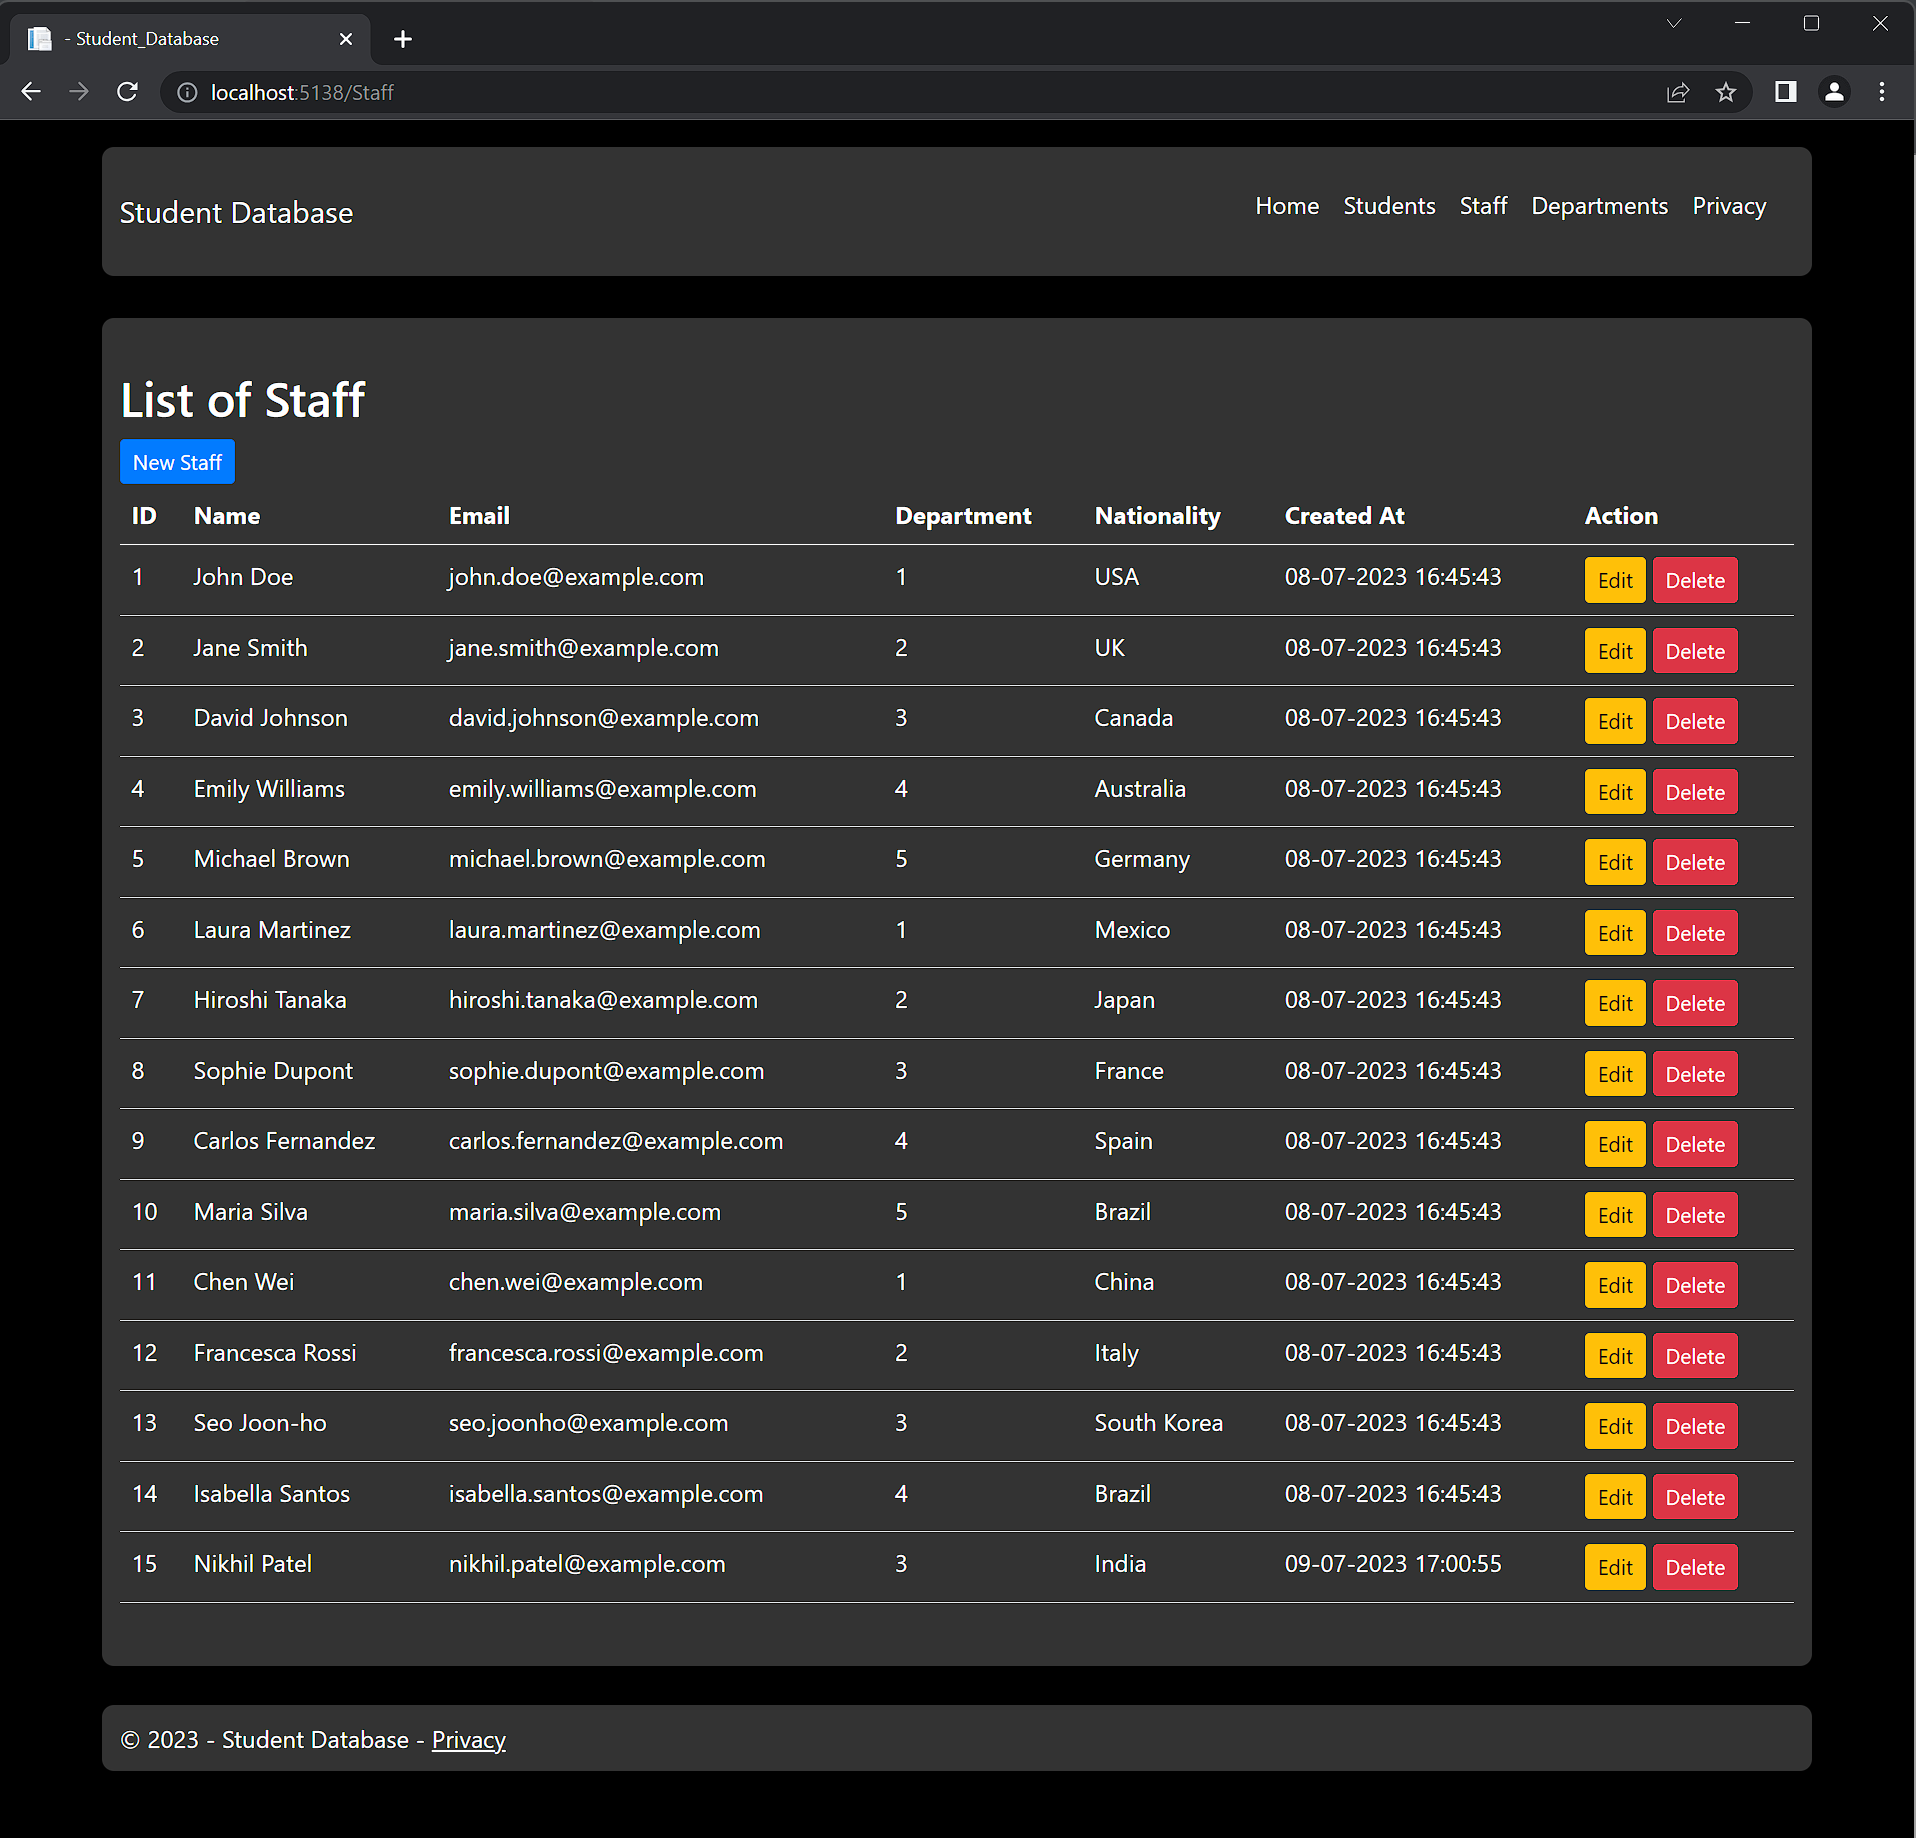 - Student_Database
localhost:5138/Staff
Student Database
Home Students Staff Departments Privacy
List of Staff
New Staff
ID Name Email Department Nationality Created At Action
1 John Doe john.doe@example.com 1 USA 08-07-2023 16:45:43 Edit Delete
2 Jane Smith jane.smith@example.com 2 UK 08-07-2023 16:45:43 Edit Delete
3 David Johnson david.johnson@example.com 3 Canada 08-07-2023 16:45:43 Edit Delete
4 Emily Williams emily.williams@example.com 4 Australia 08-07-2023 16:45:43 Edit Delete
5 Michael Brown michael.brown@example.com 5 Germany 08-07-2023 16:45:43 Edit Delete
6 Laura Martinez laura.martinez@example.com 1 Mexico 08-07-2023 16:45:43 Edit Delete
7 Hiroshi Tanaka hiroshi.tanaka@example.com 2 Japan 08-07-2023 16:45:43 Edit Delete
8 Sophie Dupont sophie.dupont@example.com 3 France 08-07-2023 16:45:43 Edit Delete
9 Carlos Fernandez carlos.fernandez@example.com 4 Spain 08-07-2023 16:45:43 Edit Delete
10 Maria Silva maria.silva@example.com 5 Brazil 08-07-2023 16:45:43 Edit Delete
11 Chen Wei chen.wei@example.com 1 China 08-07-2023 16:45:43 Edit Delete
12 Francesca Rossi francesca.rossi@example.com 2 Italy 08-07-2023 16:45:43 Edit Delete
13 Seo Joon-ho seo.joonho@example.com 3 South Korea 08-07-2023 16:45:43 Edit Delete
14 Isabella Santos isabella.santos@example.com 4 Brazil 08-07-2023 16:45:43 Edit Delete
15 Nikhil Patel nikhil.patel@example.com 3 India 09-07-2023 17:00:55 Edit Delete
© 2023 - Student Database - Privacy